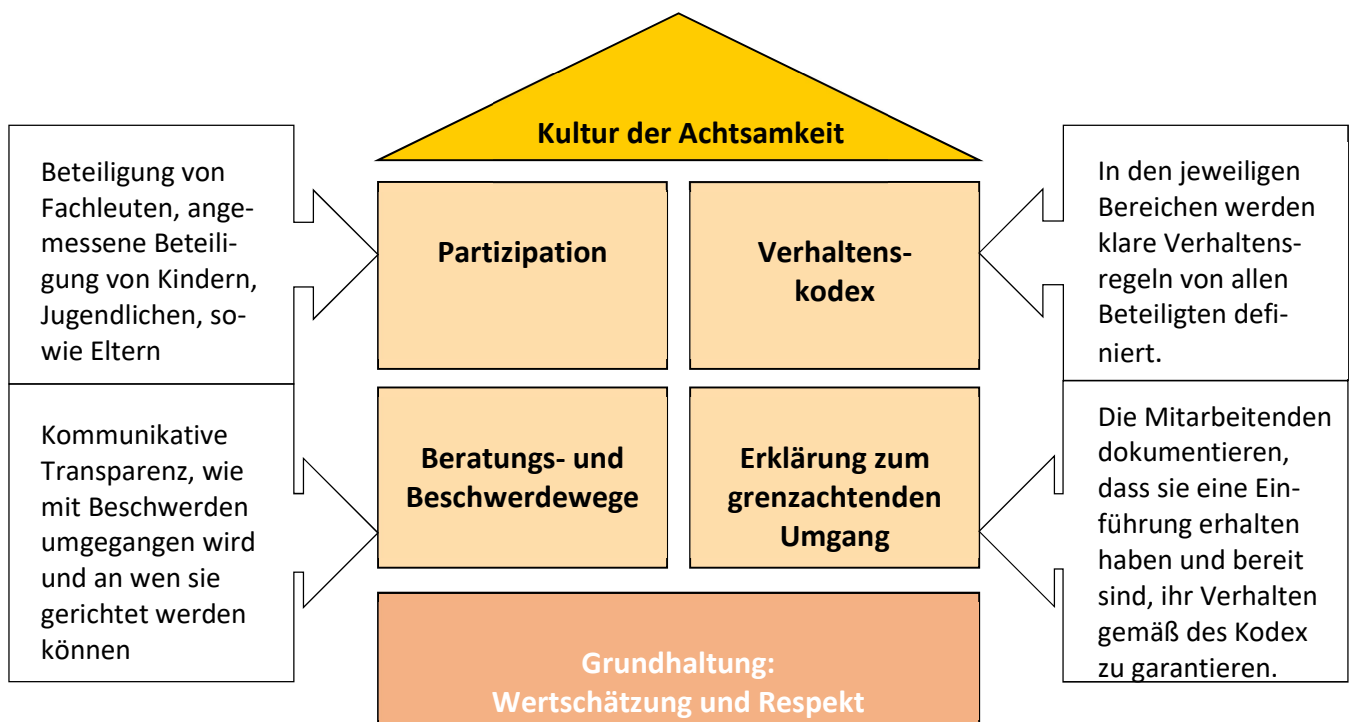 Kultur der Achtsamkeit
Beteiligung von
Fachleuten, ange-
messene Beteili-
gung von Kindern,
Jugendlichen, so-
wie Eltern
Partizipation
Verhaltens-
kodex
In den jeweiligen
Bereichen werden
klare Verhaltens-
regeln von allen
Beteiligten defi-
niert.
Kommunikative
Transparenz, wie
mit Beschwerden
umgegangen wird
und an wen sie
gerichtet werden
können
Beratungs- und
Beschwerdewege
Erklärung zum
grenzachtenden
Umgang
Die Mitarbeitenden
dokumentieren,
dass sie eine Ein-
führung erhalten
haben und bereit
sind, ihr Verhalten
gemäß des Kodex
zu garantieren.
Grundhaltung:
Wertschätzung und Respekt